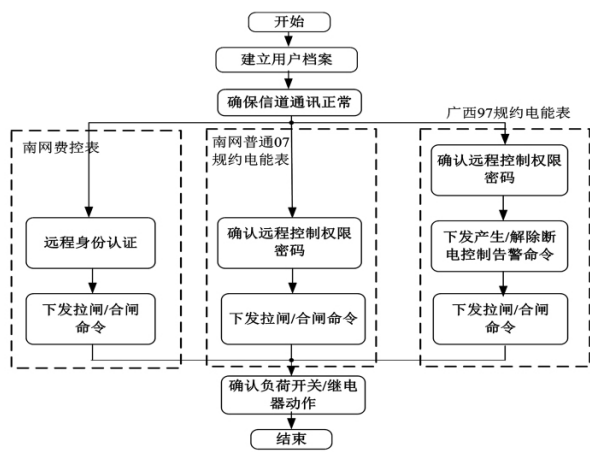 开始
建立用户档案
确保信道通讯正常
广西97规约电能表
南网费控表
南网普通07
规约电能表
确认远程控制权限
密码
远程身份认证
确认远程控制权限
密码
下发产生/解除断
电控制告警命令
下发拉闸/合闸
命令
下发拉闸/合闸命令
下发拉闸/合闸
命令
确认负荷开关/继电
器动作
结束